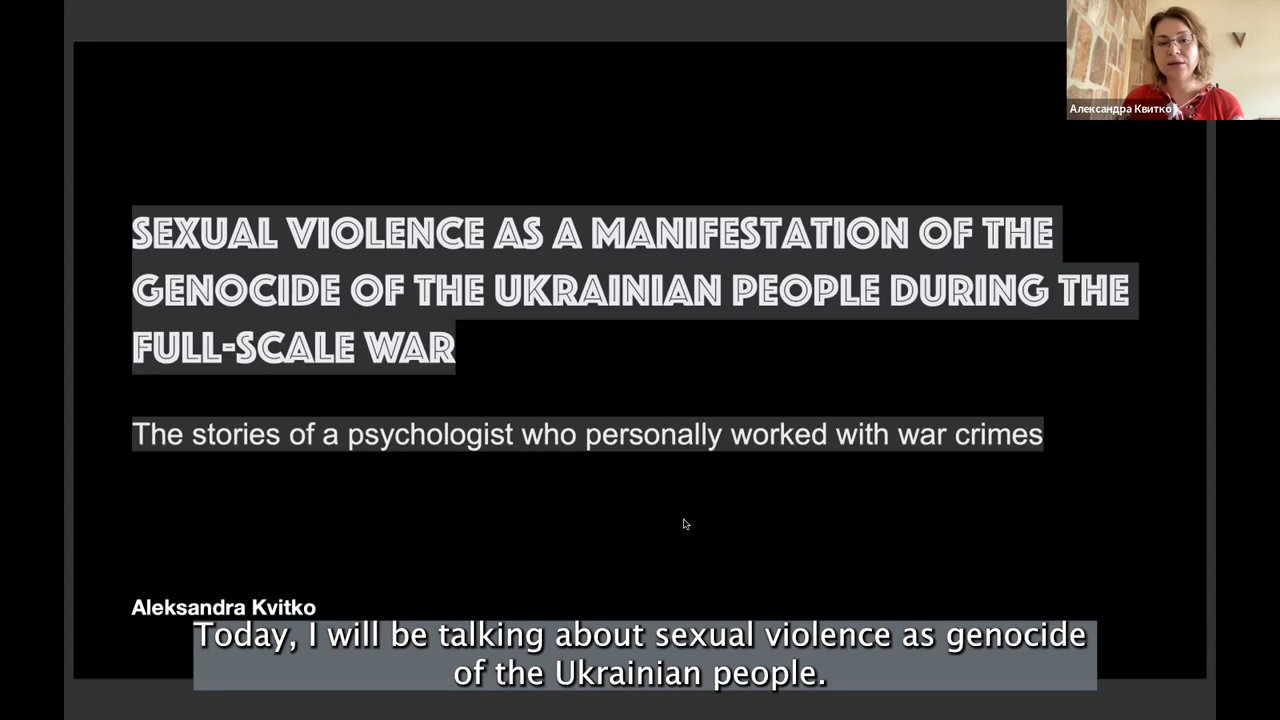 Александра Квитко
SEXUAL VIOLENCE AS A MANIFESTATION OF THE
GENOCIDE OF THE UKRAINIAN PEOPLE DURING THE
FULL-SCALE WAR
The stories of a psychologist who personally worked with war crimes
Aleksandra Kvitko
Today, I will be talking about sexual violence as genocide
of the Ukrainian people.